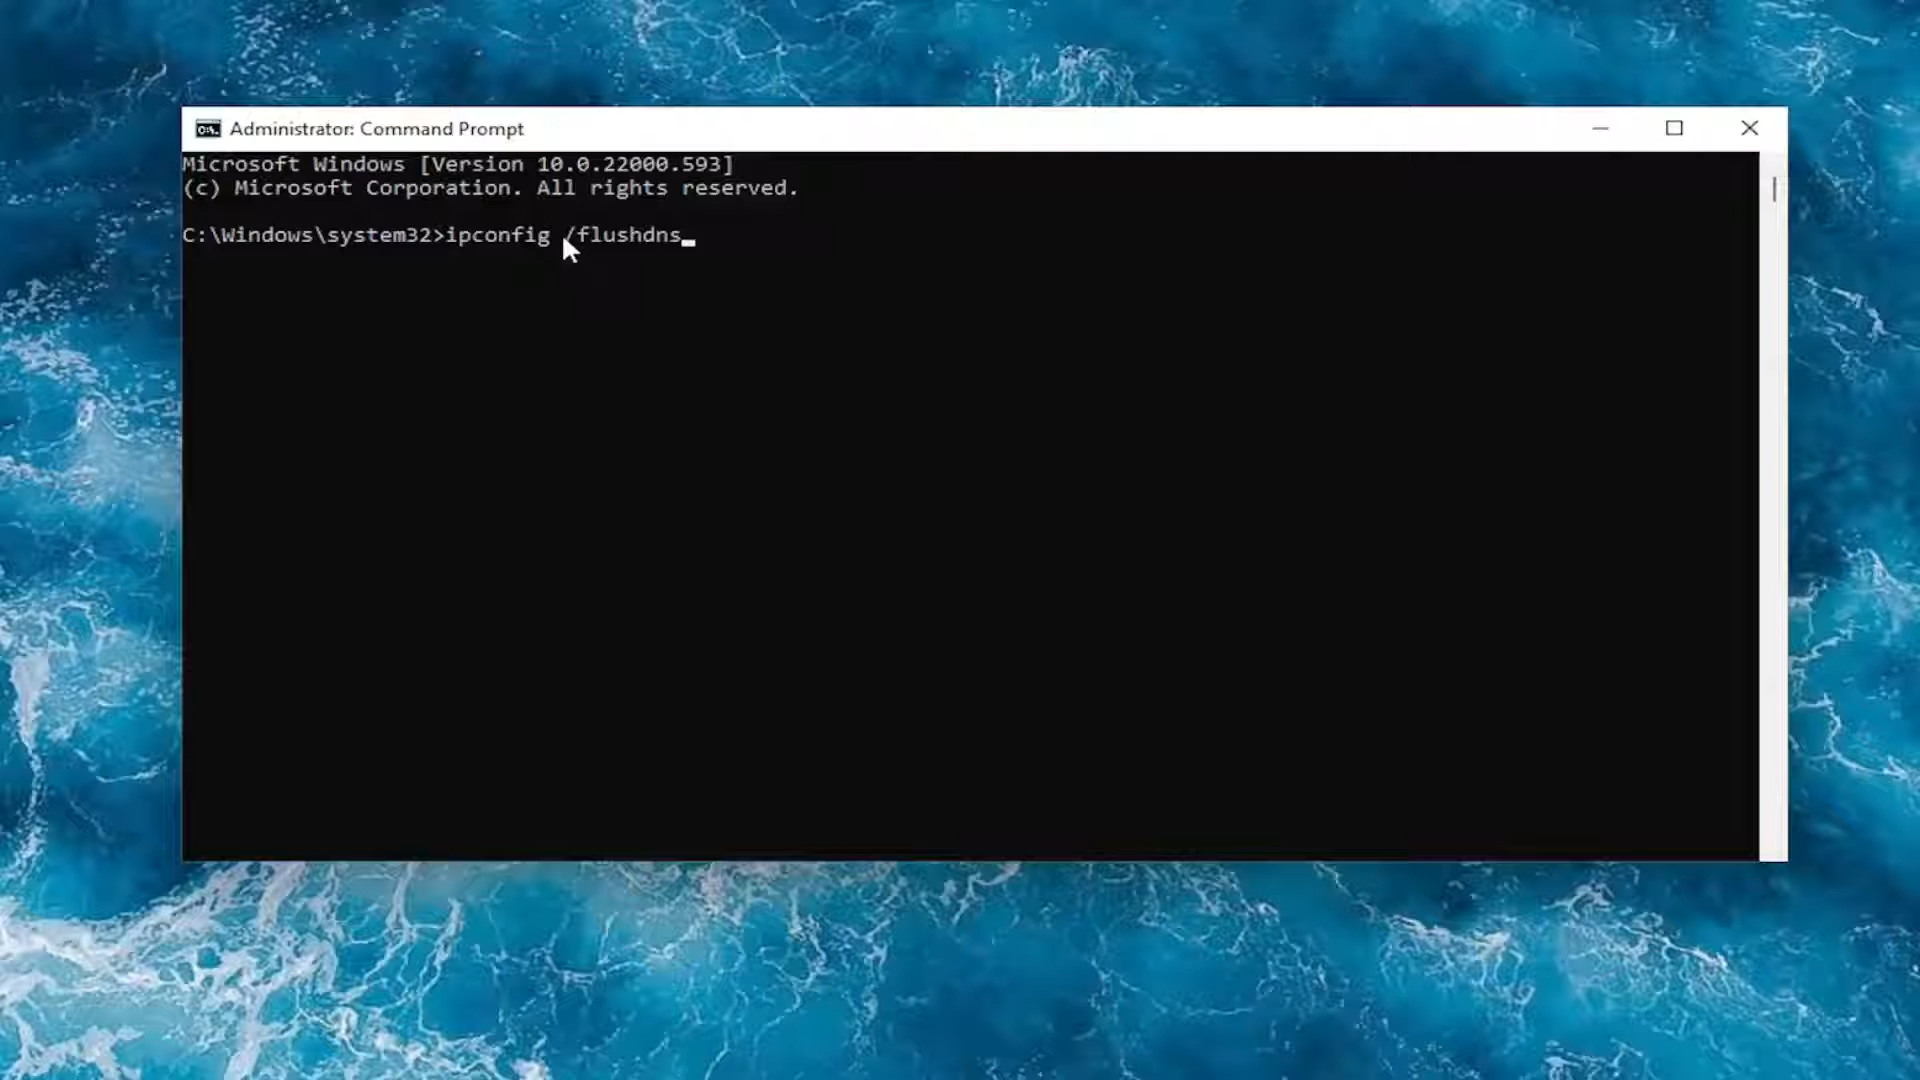 Administrator: Command Prompt
Microsoft Windows [Version 10.0.22000.593]
(c) Microsoft Corporation. All rights reserved.
C:\Windows\system32>ipconfig /flushdns